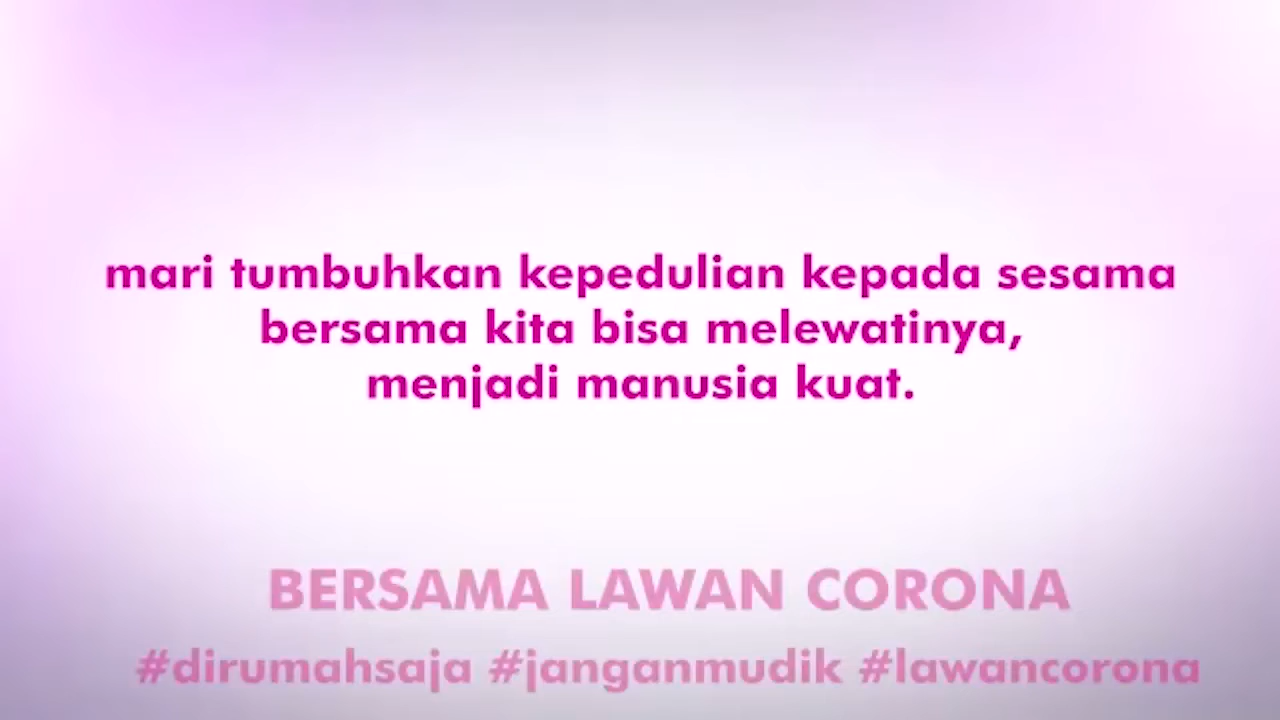 mari tumbuhkan kepedulian kepada sesama
bersama kita bisa melewatinya,
menjadi manusia kuat.
BERSAMA LAWAN CORONA
#dirumahsaja #janganmudik #lawancorona